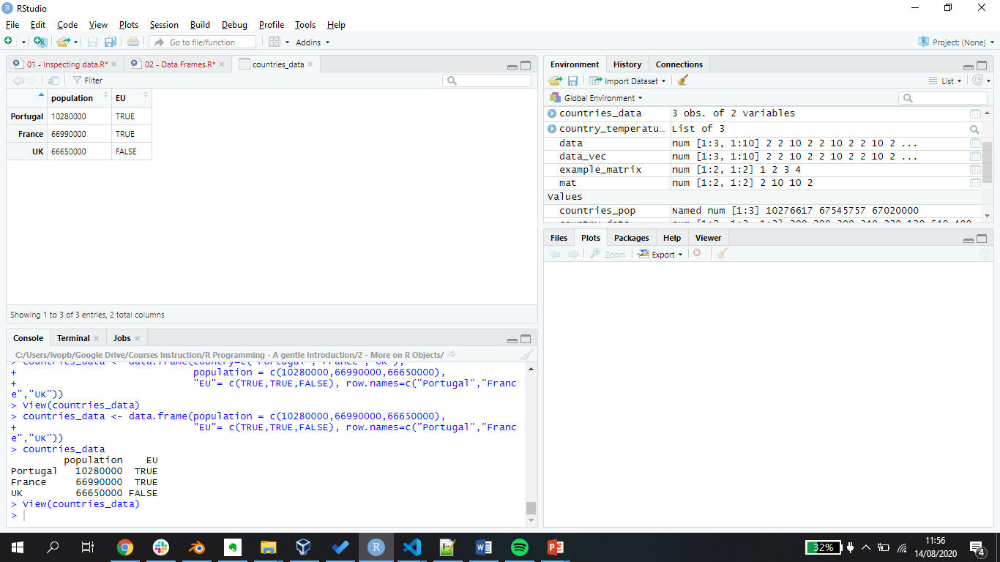 RStudio
File Edit Code View Plots Session Build Debug Profile Tools Help
Go to file/function Addins Project: (None)
01 - Inspecting data.R* 02 - Data Frames.R* countries_data
Filter
population EU
Portugal 10280000 TRUE
France 66990000 TRUE
UK 66650000 FALSE
Showing 1 to 3 of 3 entries, 2 total columns
Console Terminal Jobs
C:/Users/ivopb/Google Drive/Courses Instruction/R Programming - A gentle Introduction/2 - More on R Objects/
> countries_data <- data.frame(country=c("Portugal","France","UK"),
+ population = c(10280000,66990000,66650000),
+ "EU"= c(TRUE,TRUE,FALSE), row.names=c("Portugal","Franc
e","UK"))
> View(countries_data)
> countries_data <- data.frame(population = c(10280000,66990000,66650000),
+ "EU"= c(TRUE,TRUE,FALSE), row.names=c("Portugal","Franc
e","UK"))
> countries_data
population EU
Portugal 10280000 TRUE
France 66990000 TRUE
UK 66650000 FALSE
> View(countries_data)
>
Environment History Connections
Import Dataset List
Global Environment
countries_data 3 obs. of 2 variables
country_temperatu... List of 3
data num [1:3, 1:10] 2 2 10 2 2 10 2 2 10 2 ...
data_vec num [1:3, 1:10] 2 2 10 2 2 10 2 2 10 2 ...
example_matrix num [1:2, 1:2] 1 2 3 4
mat num [1:2, 1:2] 2 10 10 2
Values
countries_pop Named num [1:3] 10276617 67545757 67020000
Files Plots Packages Help Viewer
Zoom Export
32%
11:56
14/08/2020
4